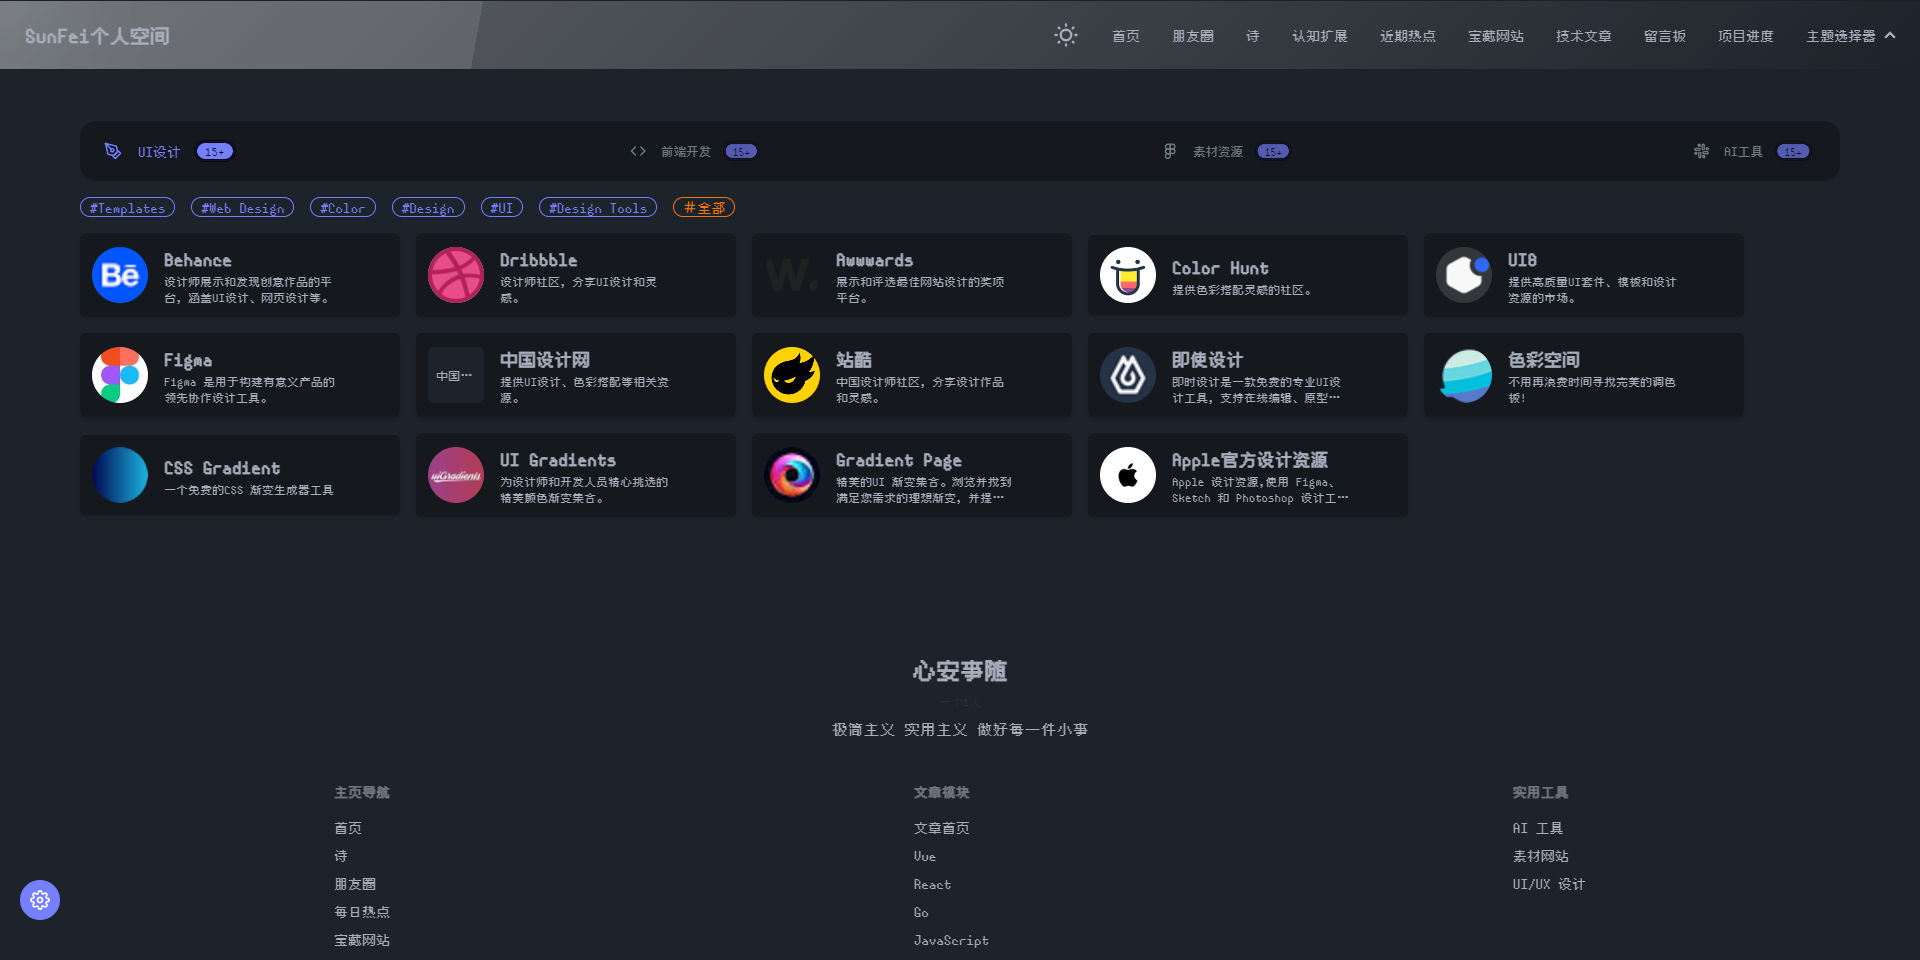 SunFei个人空间
首页 朋友圈 诗 认知扩展 近期热点 宝藏网站 技术文章 留言板 项目进度 主题选择器
UI设计 15+
前端开发 15+
素材资源 15+
AI工具 15+
#Templates #Web Design #Color #Design #UI #Design Tools #全部
Bē
Behance
设计师展示和发现创意作品的平
台，涵盖UI设计、网页设计等。
Dribbble
设计师社区，分享UI设计和灵
感。
W.
Awwwards
展示和评选最佳网站设计的奖项
平台。
Color Hunt
提供色彩搭配灵感的社区。
UI8
提供高质量UI套件、模板和设计
资源的市场。
Figma
Figma 是用于构建有意义产品的
领先协作设计工具。
中国…
中国设计网
提供UI设计、色彩搭配等相关资
源。
站酷
中国设计师社区，分享设计作品
和灵感。
即使设计
即时设计是一款免费的专业UI设
计工具，支持在线编辑、原型…
色彩空间
不用再浪费时间寻找完美的调色
板！
CSS Gradient
一个免费的CSS 渐变生成器工具
uiGradients
UI Gradients
为设计师和开发人员精心挑选的
精美颜色渐变集合。
Gradient Page
精美的UI 渐变集合。浏览并找到
满足您需求的理想渐变，并提…
Apple官方设计资源
Apple 设计资源,使用 Figma、
Sketch 和 Photoshop 设计工…
心安事随
极简主义 实用主义 做好每一件小事
主页导航
首页
诗
朋友圈
每日热点
宝藏网站
文章模块
文章首页
Vue
React
Go
JavaScript
实用工具
AI 工具
素材网站
UI/UX 设计